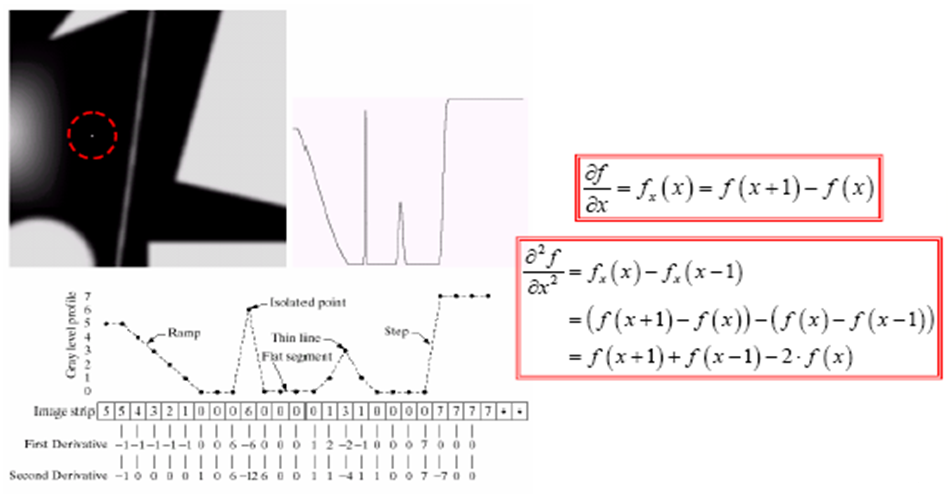 ∂f/∂x = fₓ(x) = f(x+1) − f(x)
∂²f/∂x² = fₓ(x) − fₓ(x−1)
= (f(x+1) − f(x)) − (f(x) − f(x−1))
= f(x+1) + f(x−1) − 2·f(x)
Gray level profile
7
6
5
4
3
2
1
0
Isolated point
Ramp
Thin line
Step
Flat segment
Image strip 5 5 4 3 2 1 0 0 0 6 0 0 0 0 1 3 1 0 0 0 0 7 7 7 7 • •
First Derivative −1 −1 −1 −1 −1 0 0 6 −6 0 0 0 1 2 −2 −1 0 0 0 7 0 0 0
Second Derivative −1 0 0 0 0 1 0 6 −12 6 0 0 1 1 −4 1 1 0 0 7 −7 0 0